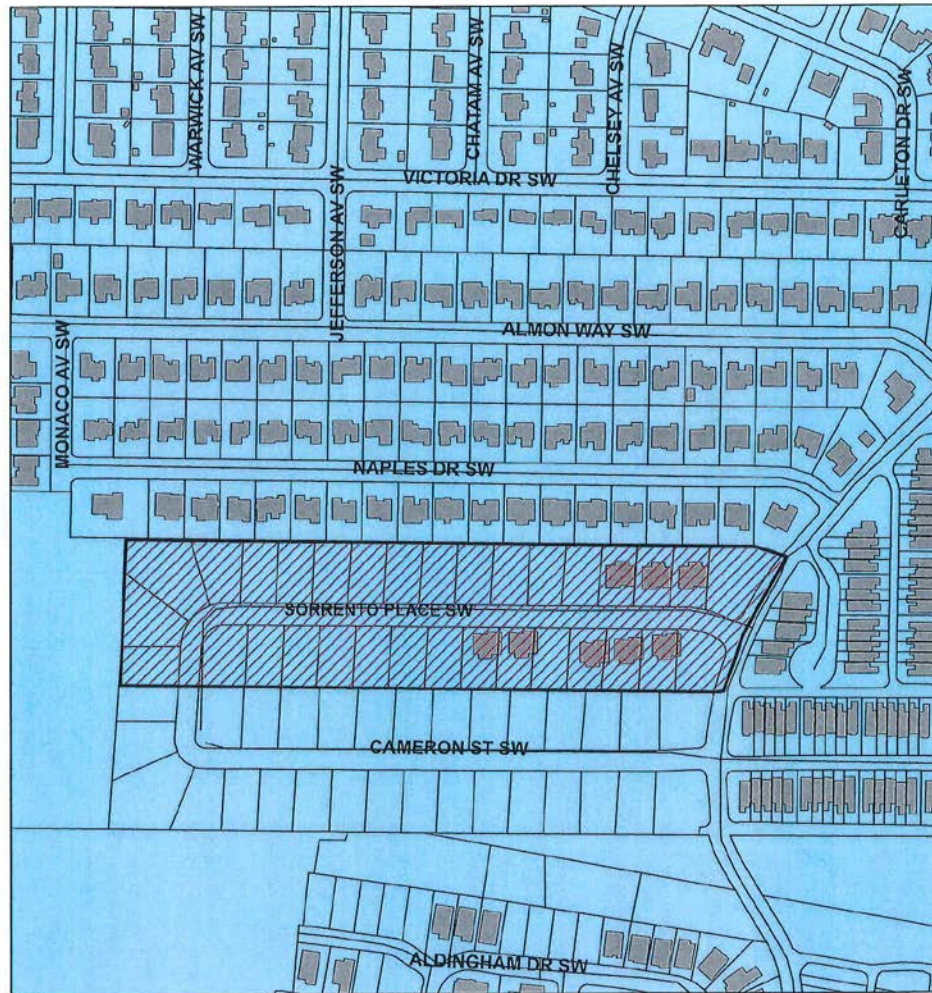 WARWICK AV SW
CHATAM AV SW
CHELSEY AV SW
CARLETON DR SW
VICTORIA DR SW
JEFFERSON AV SW
ALMON WAY SW
MONACO AV SW
NAPLES DR SW
SORRENTO PLACE SW
CAMERON ST SW
ALDINGHAM DR SW